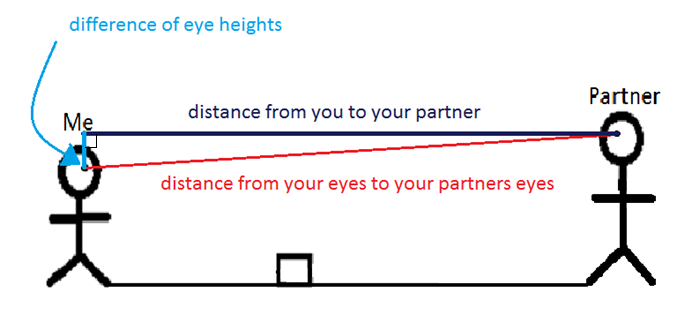 difference of eye heights
Partner
distance from you to your partner
Me
distance from your eyes to your partners eyes